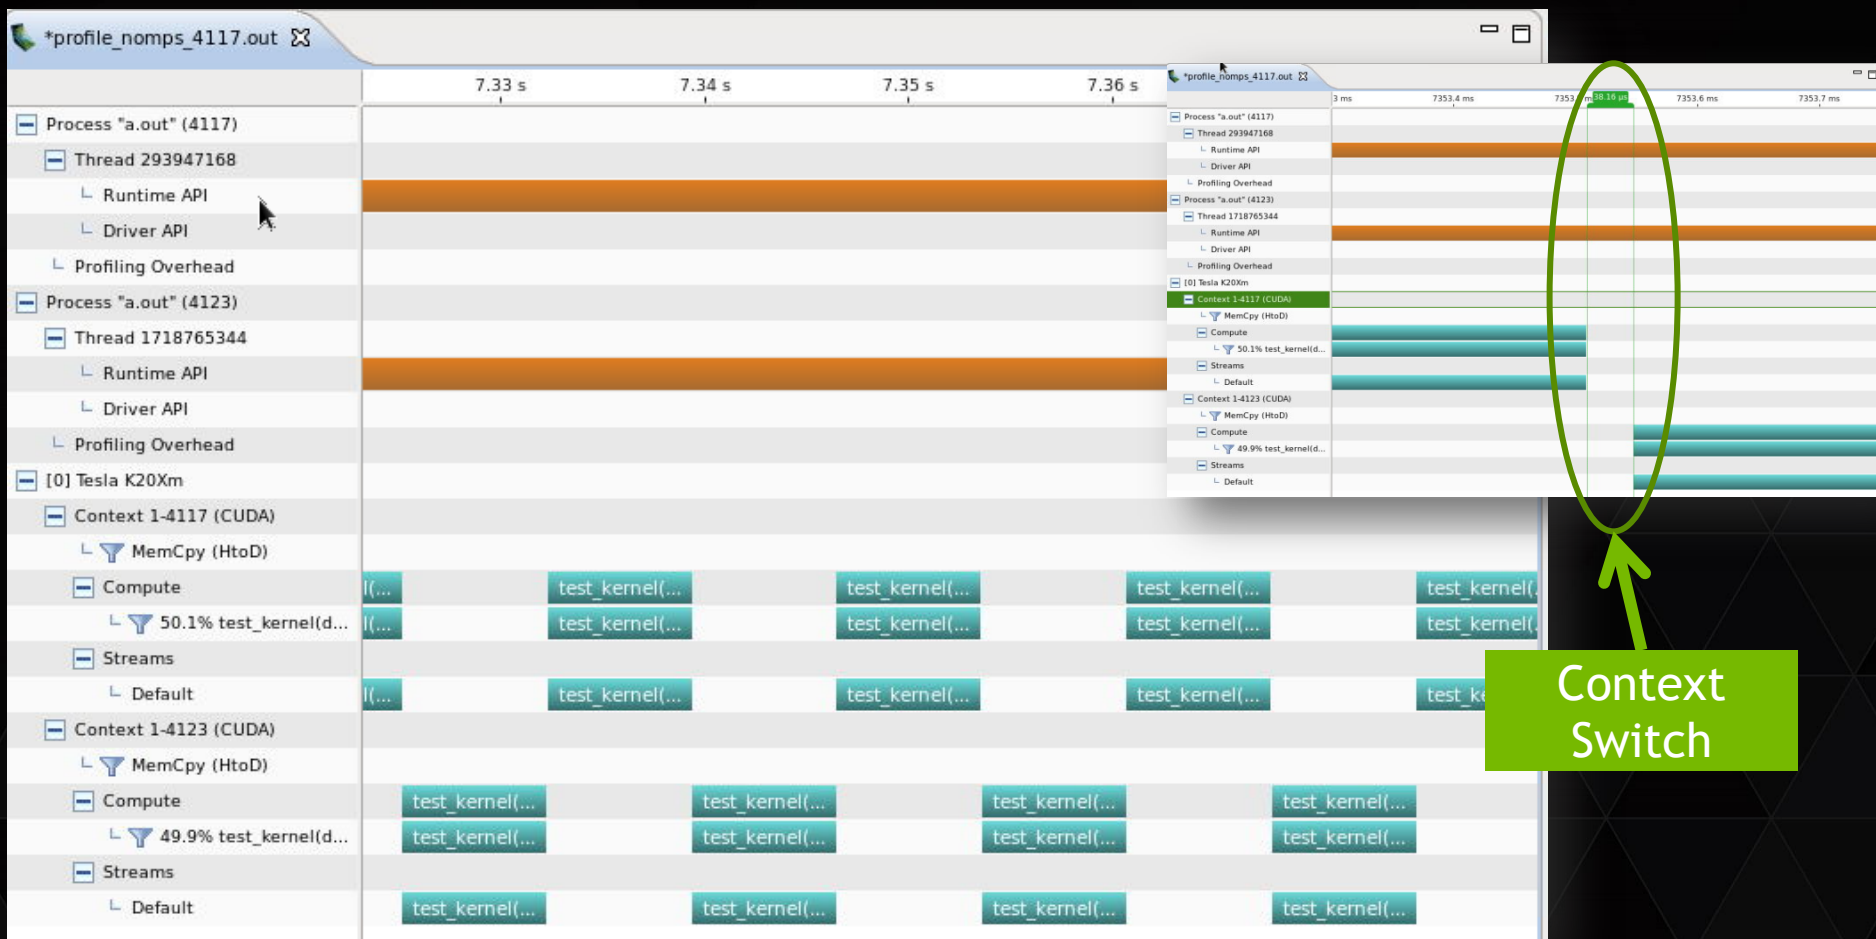 *profile_nomps_4117.out
7.33 s 7.34 s 7.35 s 7.36 s
Process "a.out" (4117)
Thread 293947168
Runtime API
Driver API
Profiling Overhead
Process "a.out" (4123)
Thread 1718765344
Runtime API
Driver API
Profiling Overhead
[0] Tesla K20Xm
Context 1-4117 (CUDA)
MemCpy (HtoD)
Compute
l(... test_kernel(... test_kernel(... test_kernel(... test_kernel(.
50.1% test_kernel(d...
l(... test_kernel(... test_kernel(... test_kernel(... test_kernel(.
Streams
Default
l(... test_kernel(... test_kernel(... test_kernel(...
Context 1-4123 (CUDA)
MemCpy (HtoD)
Compute
test_kernel(... test_kernel(... test_kernel(... test_kernel(...
49.9% test_kernel(d...
test_kernel(... test_kernel(... test_kernel(... test_kernel(...
Streams
Default
test_kernel(... test_kernel(... test_kernel(... test_kernel(...
*profile_nomps_4117.out
3 ms 7353.4 ms 38.16 µs 7353.6 ms 7353.7 ms
Process "a.out" (4117)
Thread 293947168
Runtime API
Driver API
Profiling Overhead
Process "a.out" (4123)
Thread 1718765344
Runtime API
Driver API
Profiling Overhead
[0] Tesla K20Xm
Context 1-4117 (CUDA)
MemCpy (HtoD)
Compute
50.1% test_kernel(d...
Streams
Default
Context 1-4123 (CUDA)
MemCpy (HtoD)
Compute
49.9% test_kernel(d...
Streams
Default
Context
Switch